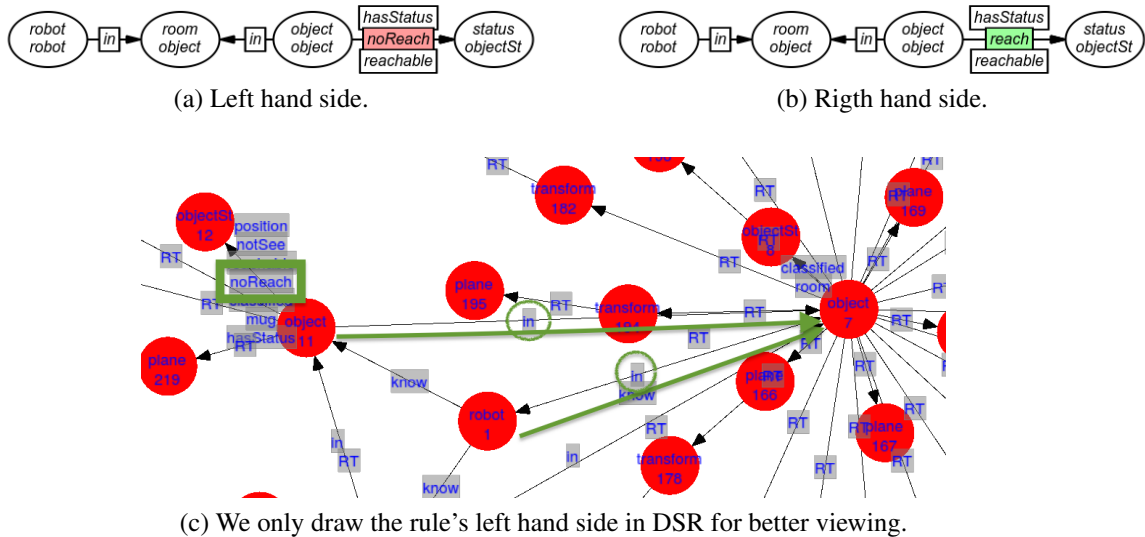 robot robot in room object in object object hasStatus noReach reachable status objectSt
robot robot in room object in object object hasStatus reach reachable status objectSt
(a) Left hand side.
(b) Rigth hand side.
RT
transform
182
RT
RT
plane
169
RT
objectSt
12
position
notSee
RT
noReach
RT
objectSt
8
RT
classified
room
RT
RT
plane
195
RT
transform
RT
RT
object
7
RT
RT
mug
object
11
hasStatus
RT
in
RT
RT
plane
219
know
in
know
plane
166
RT
robot
1
RT
RT
RT
plane
167
RT
in
RT
know
RT
in
transform
178
RT
RT
(c) We only draw the rule's left hand side in DSR for better viewing.